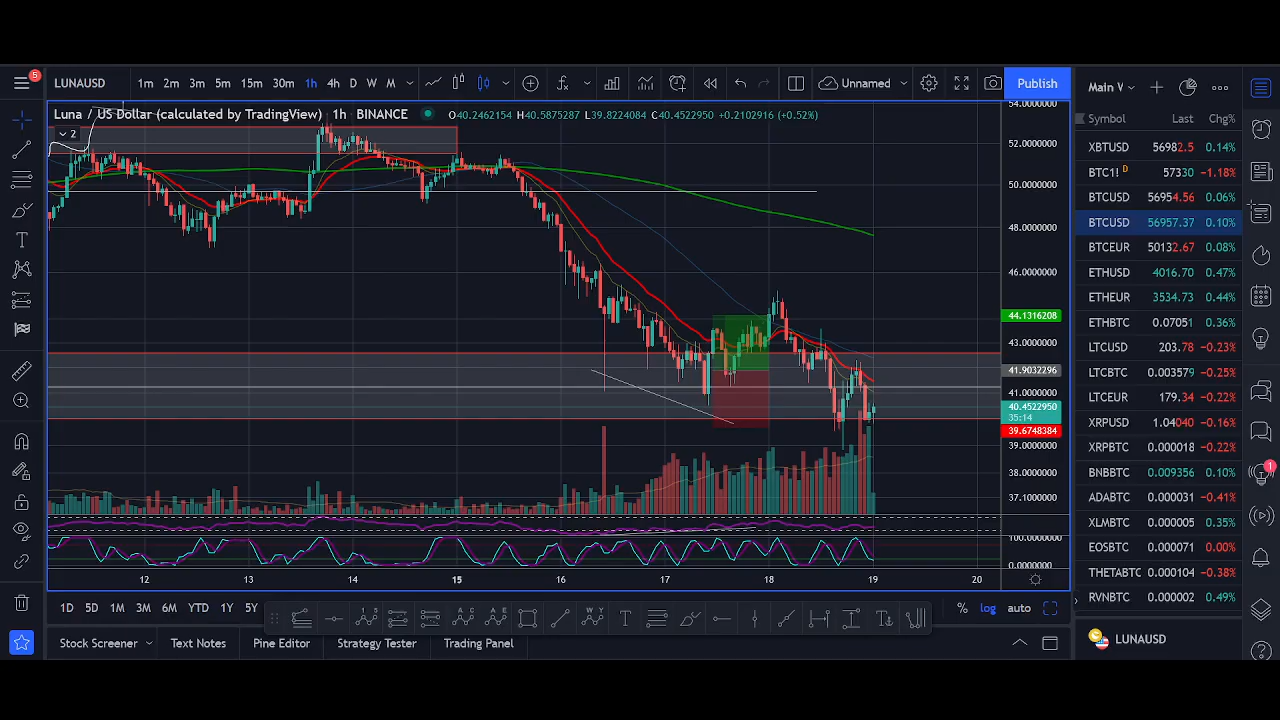 5
LUNAUSD 1m 2m 3m 5m 15m 30m 1h 4h D W M Unnamed Publish
Luna / US Dollar (calculated by TradingView) 1h BINANCE O40.2462154 H40.5875287 L39.8224084 C40.4522950 +0.2102916 (+0.52%)
2
54.0000000
52.0000000
50.0000000
48.0000000
46.0000000
44.1316208
43.0000000
41.9032296
41.0000000
40.4522950
35:14
39.6748384
39.0000000
38.0000000
37.1000000
100.0000000
0.0000000
12 13 14 15 16 17 18 19 20
1D 5D 1M 3M 6M YTD 1Y 5Y
% log auto
Stock Screener Text Notes Pine Editor Strategy Tester Trading Panel
Main
Symbol Last Chg%
XBTUSD 56982.5 0.14%
BTC1! D 57330 −1.18%
BTCUSD 56954.56 0.06%
BTCUSD 56957.37 0.10%
BTCEUR 50132.67 0.08%
ETHUSD 4016.70 0.47%
ETHEUR 3534.73 0.44%
ETHBTC 0.07051 0.36%
LTCUSD 203.78 −0.23%
LTCBTC 0.003579 −0.25%
LTCEUR 179.34 −0.22%
XRPUSD 1.04040 −0.16%
XRPBTC 0.000018 −0.22%
BNBBTC 0.009356 0.10%
ADABTC 0.000031 −0.41%
XLMBTC 0.000005 0.35%
EOSBTC 0.000071 0.00%
THETABTC 0.000104 −0.38%
RVNBTC 0.000002 0.49%
LUNAUSD
1